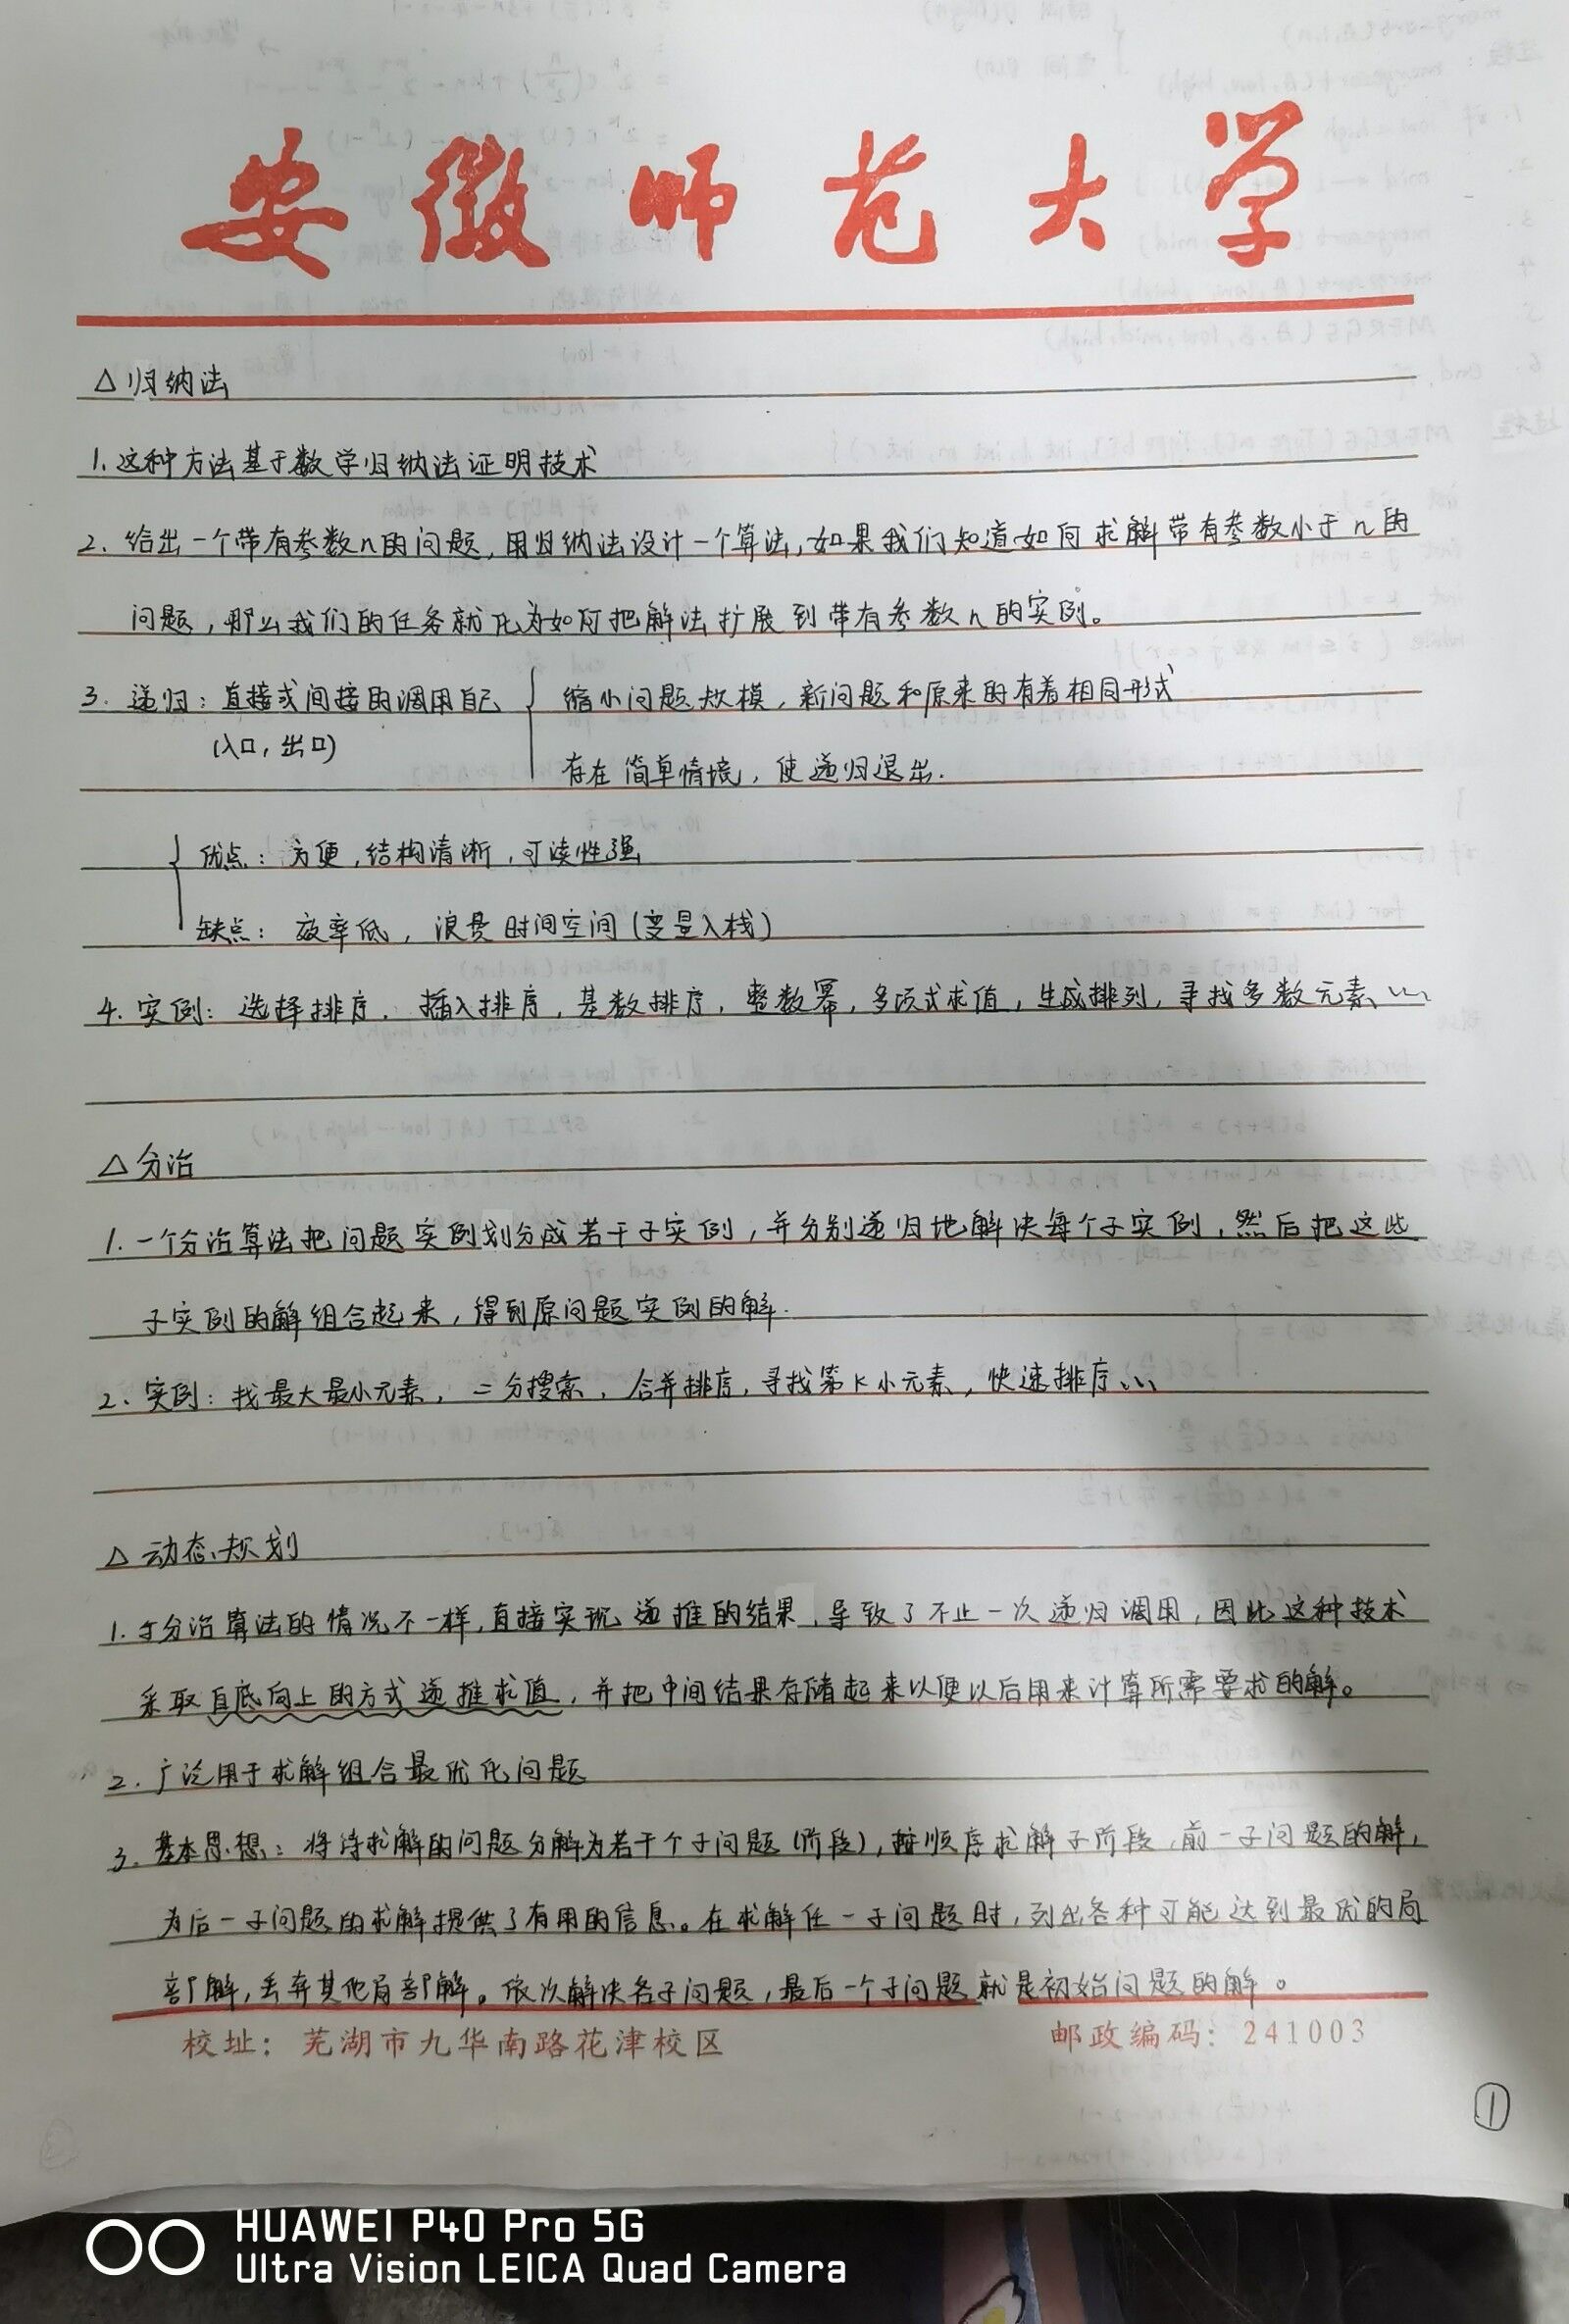 安徽师范大学
△归纳法
1.这种方法基于数学归纳法证明技术
2.给出一个带有参数n的问题,用归纳法设计一个算法,如果我们知道如何求解带有参数小于n的
问题,那么我们的任务就化为如何把解法扩展到带有参数n的实例。
3.递归:直接或间接的调用自己 { 缩小问题规模,新问题和原来的有着相同形式
(入口,出口)
存在简单情境,使递归退出.
{ 优点:方便,结构清晰,可读性强
缺点:效率低,浪费时间空间(变量入栈)
4.实例:选择排序、插入排序,基数排序,整数幂,多项式求值,生成排列,寻找多数元素、...
△分治
1.一个分治算法把问题实例划分成若干子实例,并分别递归地解决每个子实例,然后把这些
子实例的解组合起来,得到原问题实例的解.
2.实例:找最大最小元素,二分搜索,合并排序,寻找第k小元素,快速排序、...
△动态规划
1.与分治算法的情况不一样,直接实现递推的结果,导致了不止一次递归调用,因此这种技术
采取自底向上的方式递推求值,并把中间结果存储起来以便以后用来计算所需要求的解。
2.广泛用于求解组合最优化问题
3.基本思想:将待求解的问题分解为若干个子问题(阶段),按顺序求解子阶段,前一子问题的解,
为后一子问题的求解提供了有用的信息。在求解任一子问题时,列出各种可能达到最优的局
部解,丢弃其他局部解。依次解决各子问题,最后一个子问题就是初始问题的解。
校址:芜湖市九华南路花津校区 邮政编码:241003
①
HUAWEI P40 Pro 5G
Ultra Vision LEICA Quad Camera